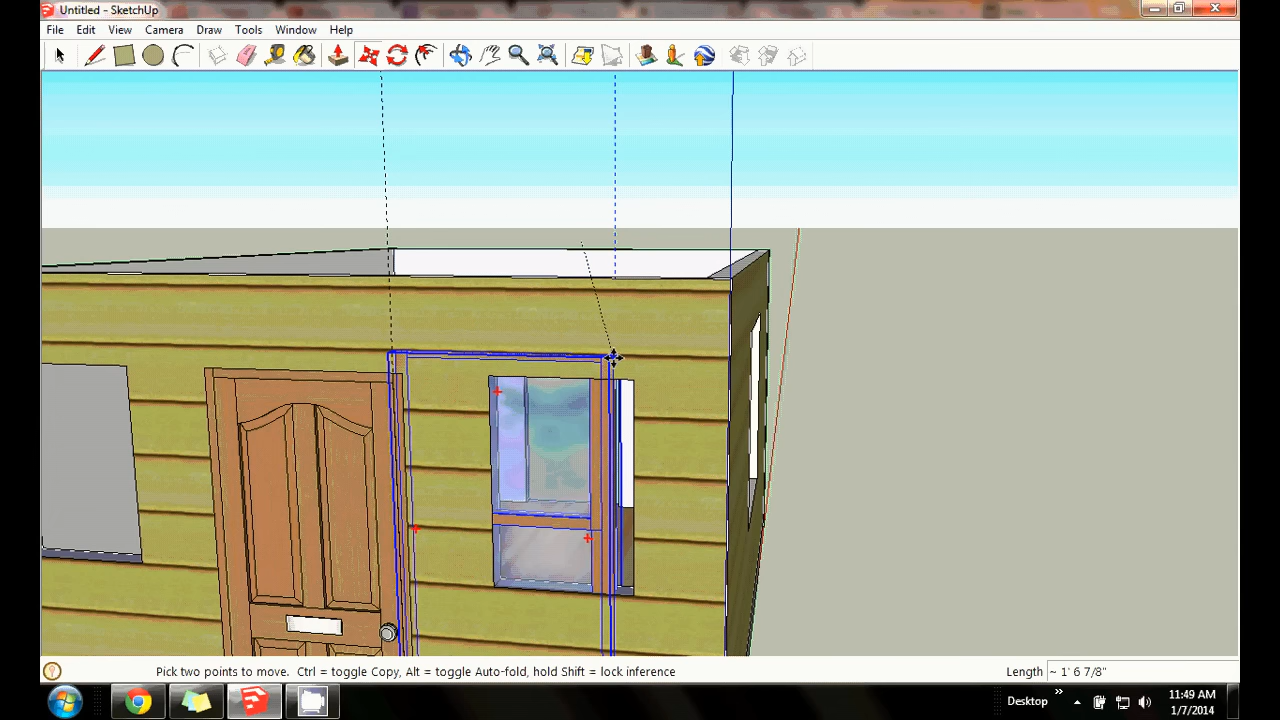 Untitled - SketchUp
File Edit View Camera Draw Tools Window Help
Pick two points to move. Ctrl = toggle Copy, Alt = toggle Auto-fold, hold Shift = lock inference
Length ~ 1' 6 7/8"
Desktop »
11:49 AM
1/7/2014